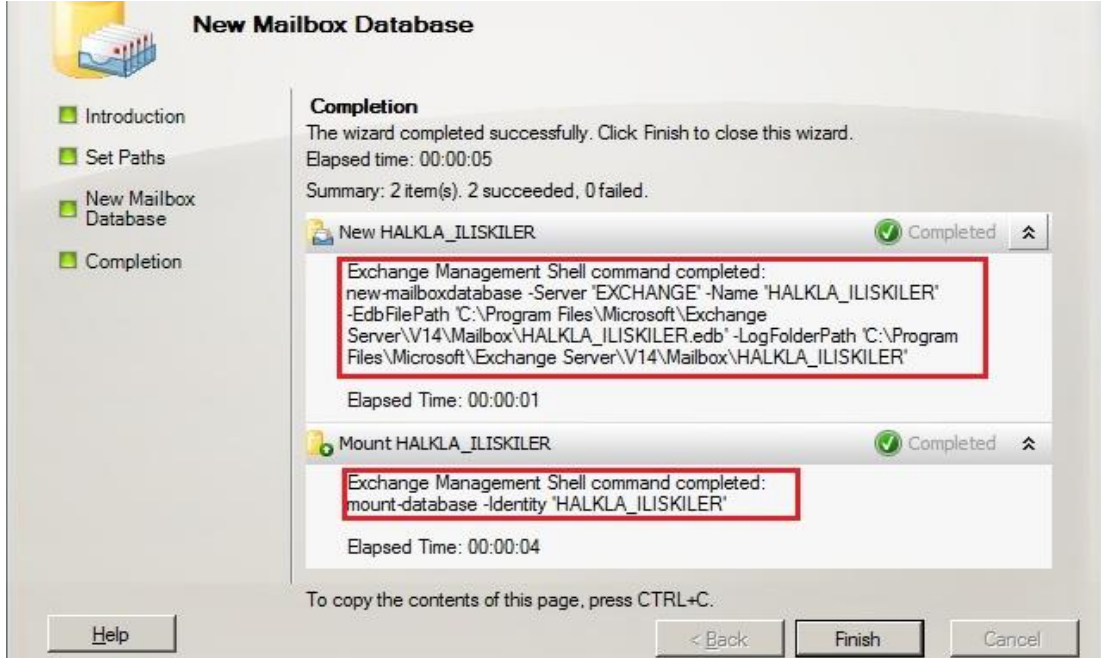 New Mailbox Database
Introduction
Set Paths
New Mailbox
Database
Completion
Completion
The wizard completed successfully. Click Finish to close this wizard.
Elapsed time: 00:00:05
Summary: 2 item(s). 2 succeeded, 0 failed.
New HALKLA_ILISKILER
Completed
Exchange Management Shell command completed:
new-mailboxdatabase -Server 'EXCHANGE' -Name 'HALKLA_ILISKILER'
-EdbFilePath 'C:\Program Files\Microsoft\Exchange
Server\V14\Mailbox\HALKLA_ILISKILER.edb' -LogFolderPath 'C:\Program
Files\Microsoft\Exchange Server\V14\Mailbox\HALKLA_ILISKILER'
Elapsed Time: 00:00:01
Mount HALKLA_ILISKILER
Completed
Exchange Management Shell command completed:
mount-database -Identity 'HALKLA_ILISKILER'
Elapsed Time: 00:00:04
To copy the contents of this page, press CTRL+C.
Help
< Back
Finish
Cancel